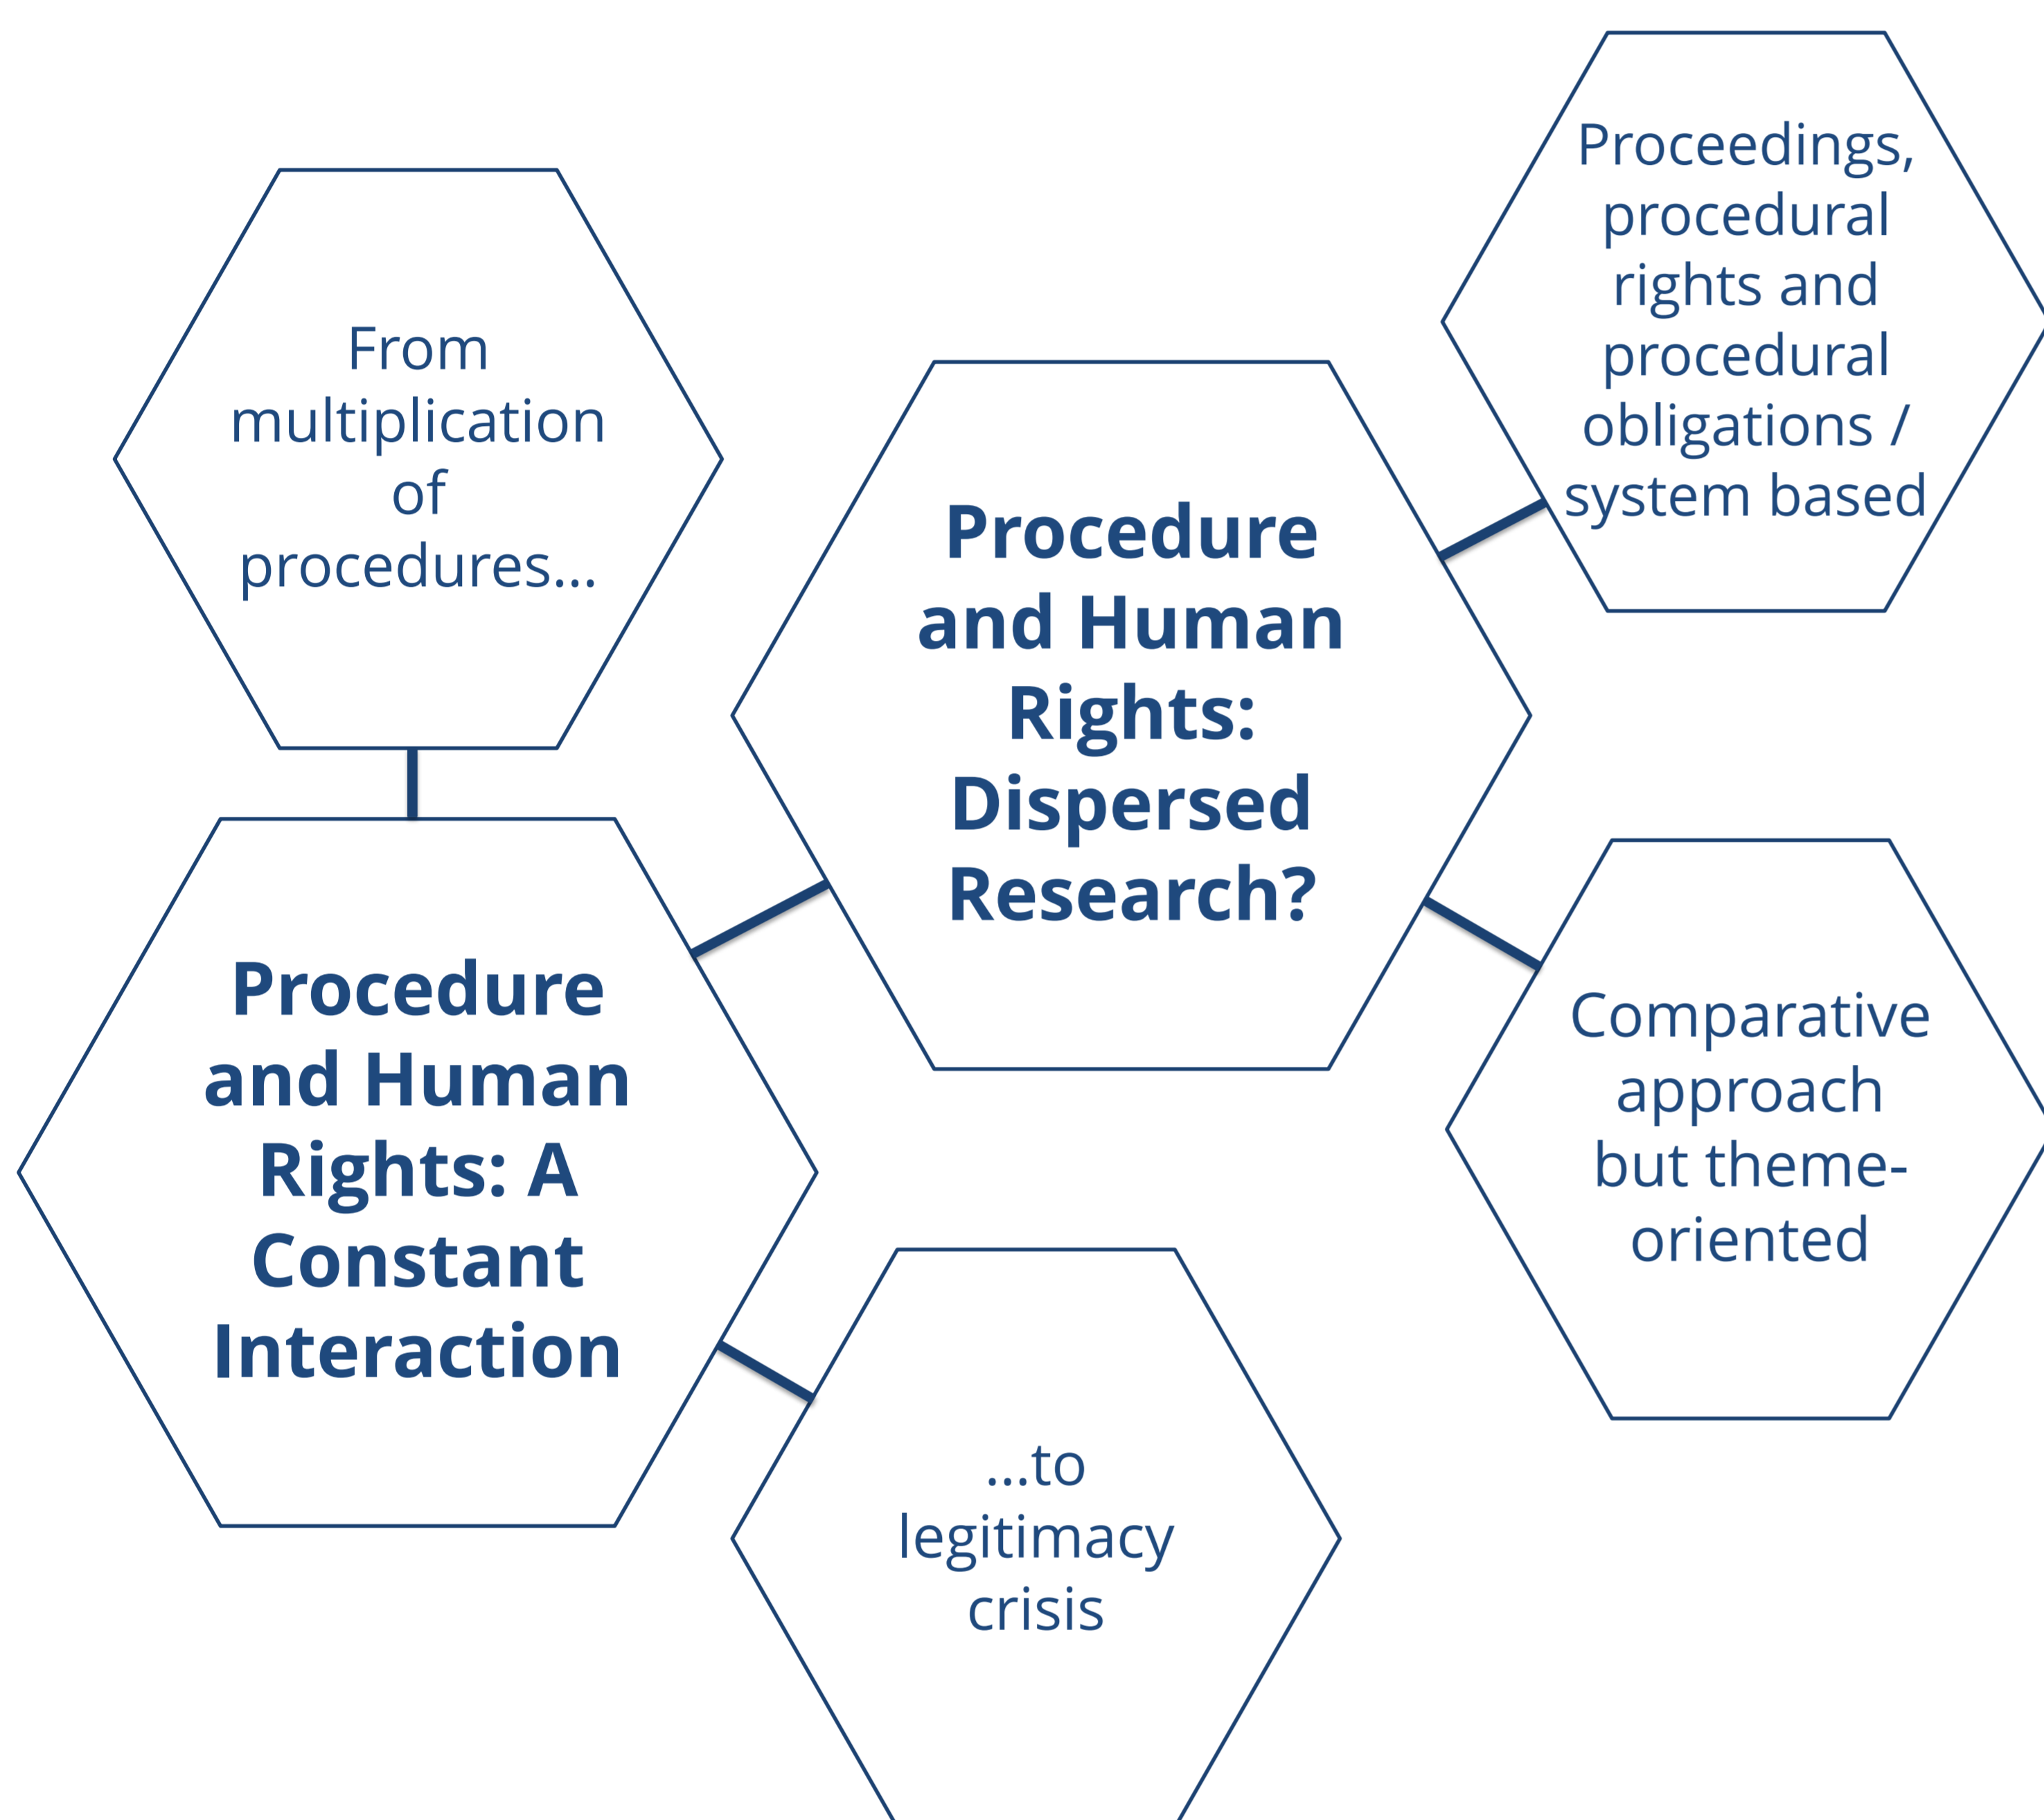 From
multiplication
of
procedures...
Procedure
and Human
Rights: A
Constant
Interaction
...to
legitimacy
crisis
Procedure
and Human
Rights:
Dispersed
Research?
Proceedings,
procedural
rights and
procedural
obligations /
system based
Comparative
approach
but theme-
oriented